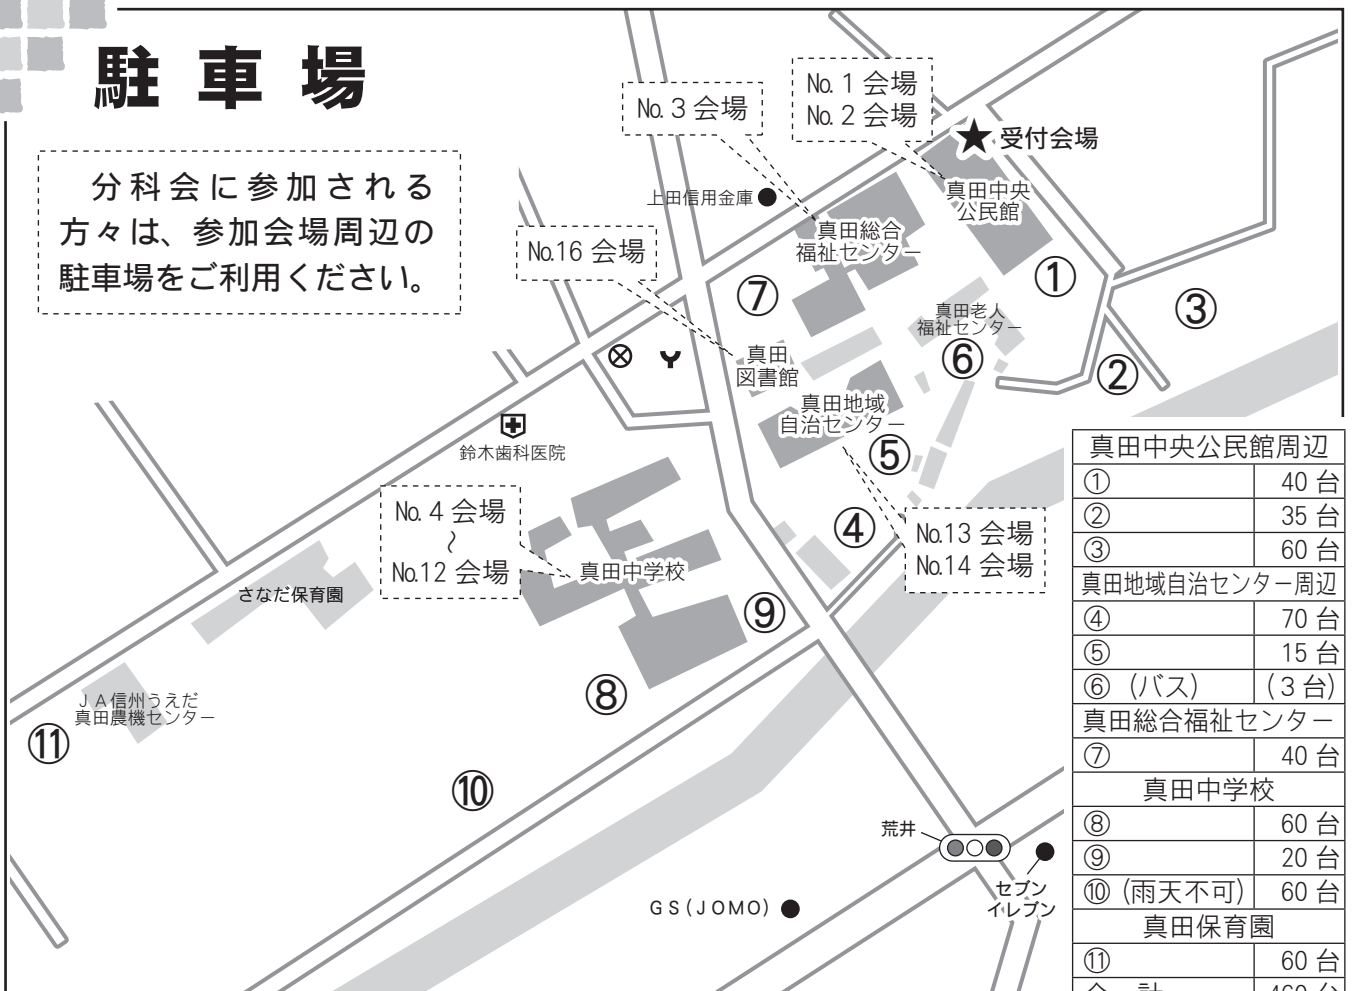 駐車場
分科会に参加される
方々は、参加会場周辺の
駐車場をご利用ください。
No.3 会場
No.1 会場
No.2 会場
受付会場
上田信用金庫
真田中央
公民館
真田総合
福祉センター
No.16 会場
⑦
①
③
真田老人
福祉センター
⑥
②
真田
図書館
真田地域
自治センター
鈴木歯科医院
⑤
No.4 会場
〜
No.12 会場
④
No.13 会場
No.14 会場
真田中学校
さなだ保育園
⑨
⑧
JA信州うえだ
真田農機センター
⑪
⑩
荒井
セブン
イレブン
GS(JOMO)
真田中央公民館周辺
① 40 台
② 35 台
③ 60 台
真田地域自治センター周辺
④ 70 台
⑤ 15 台
⑥ (バス) (3 台)
真田総合福祉センター
⑦ 40 台
真田中学校
⑧ 60 台
⑨ 20 台
⑩ (雨天不可) 60 台
真田保育園
⑪ 60 台
合 計 460 台